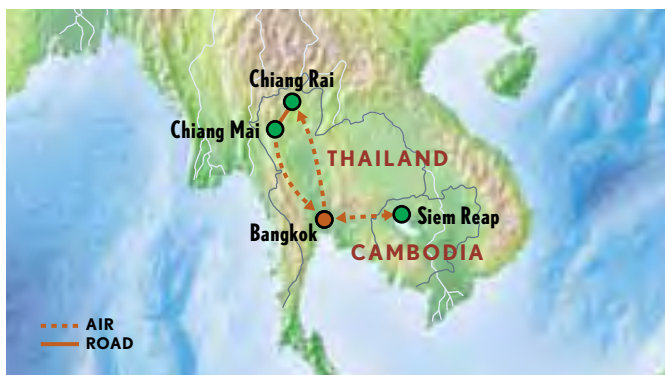 Chiang Rai
Chiang Mai
THAILAND
Siem Reap
Bangkok
CAMBODIA
AIR
ROAD